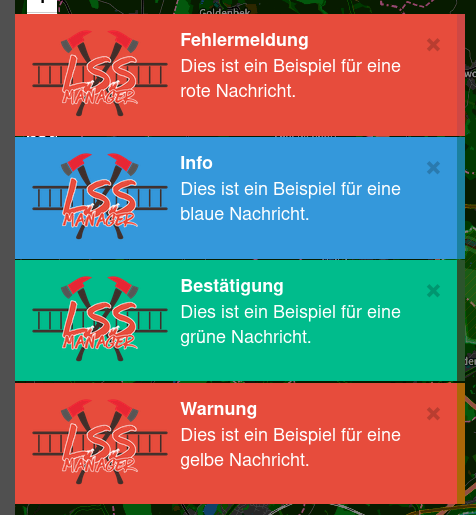 Goldenbek
LSS
MANAGER
Fehlermeldung
Dies ist ein Beispiel für eine
rote Nachricht.
×
LSS
MANAGER
Info
Dies ist ein Beispiel für eine
blaue Nachricht.
×
LSS
MANAGER
Bestätigung
Dies ist ein Beispiel für eine
grüne Nachricht.
×
LSS
MANAGER
Warnung
Dies ist ein Beispiel für eine
gelbe Nachricht.
×